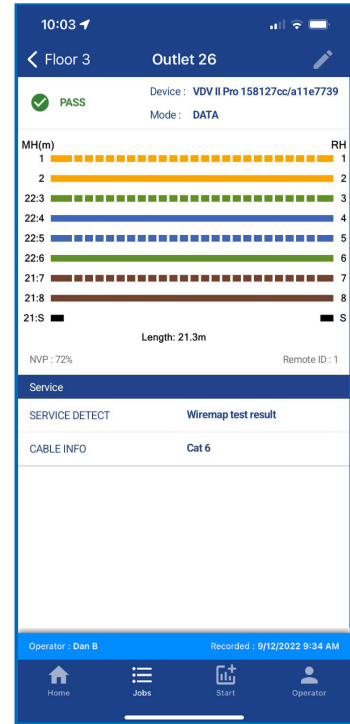 10:03
Floor 3 Outlet 26
PASS
Device : VDV II Pro 158127cc/a11e7739
Mode : DATA
MH(m) RH
1 1
2 2
22:3 3
22:4 4
22:5 5
22:6 6
21:7 7
21:8 8
21:S S
Length: 21.3m
NVP : 72% Remote ID : 1
Service
SERVICE DETECT Wiremap test result
CABLE INFO Cat 6
Operator : Dan B Recorded : 9/12/2022 9:34 AM
Home Jobs Start Operator